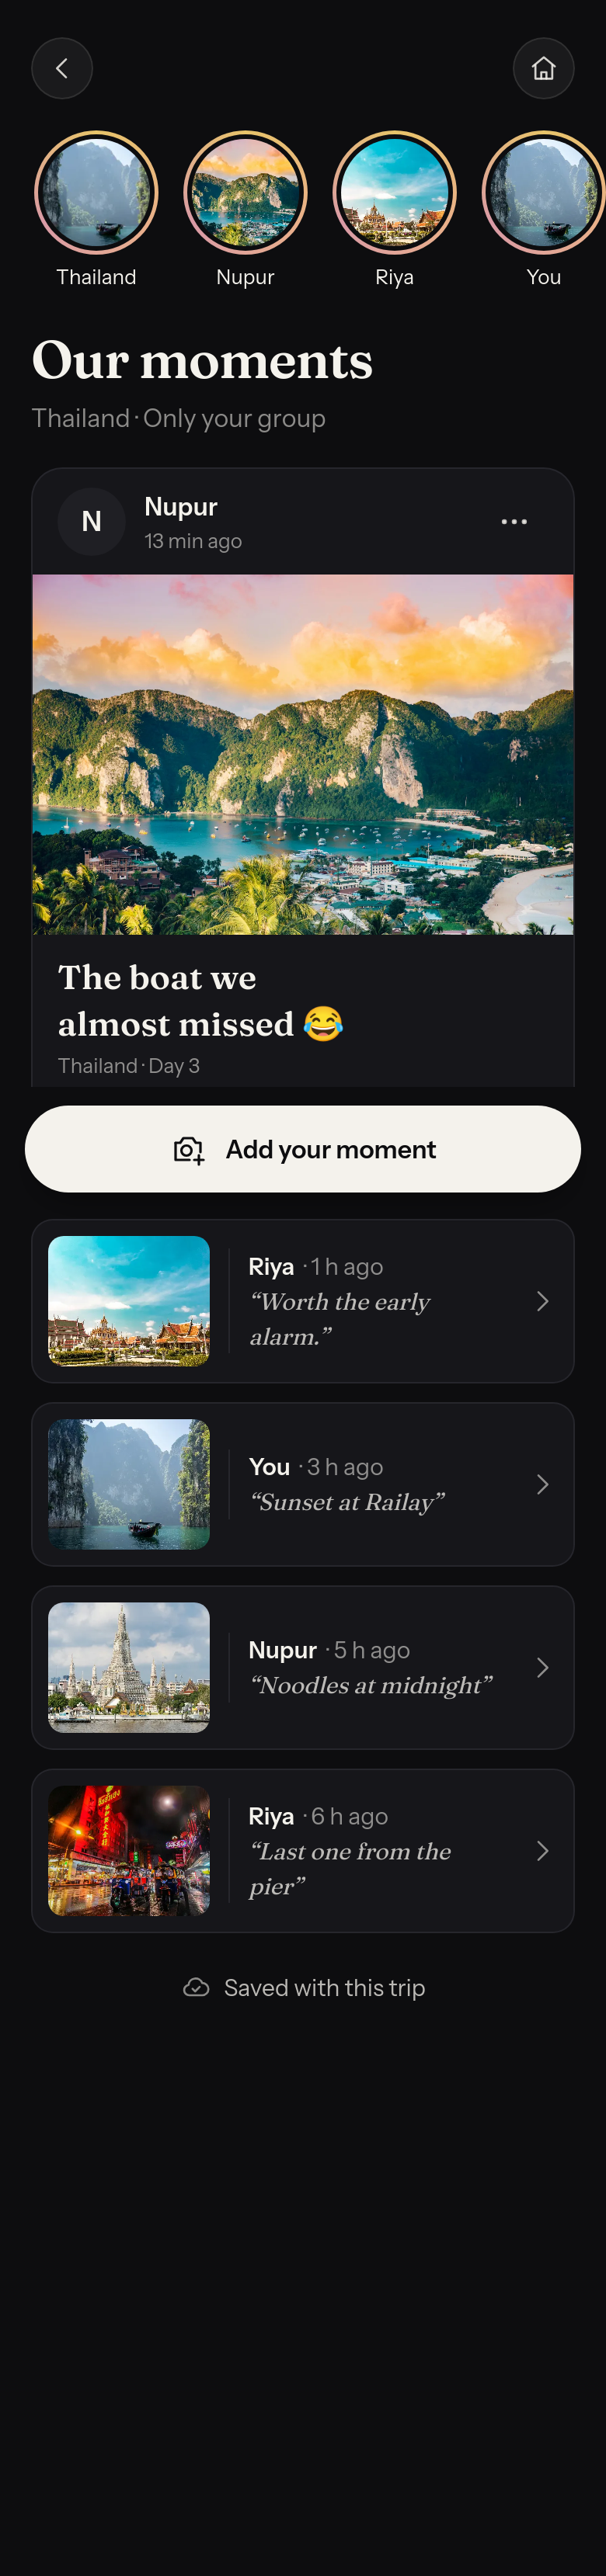 Thailand
Nupur
Riya
You
Our moments
Thailand · Only your group
N
Nupur
13 min ago
The boat we
almost missed 😂
Thailand · Day 3
Add your moment
Riya · 1 h ago
“Worth the early
alarm.”
You · 3 h ago
“Sunset at Railay”
Nupur · 5 h ago
“Noodles at midnight”
Riya · 6 h ago
“Last one from the
pier”
Saved with this trip